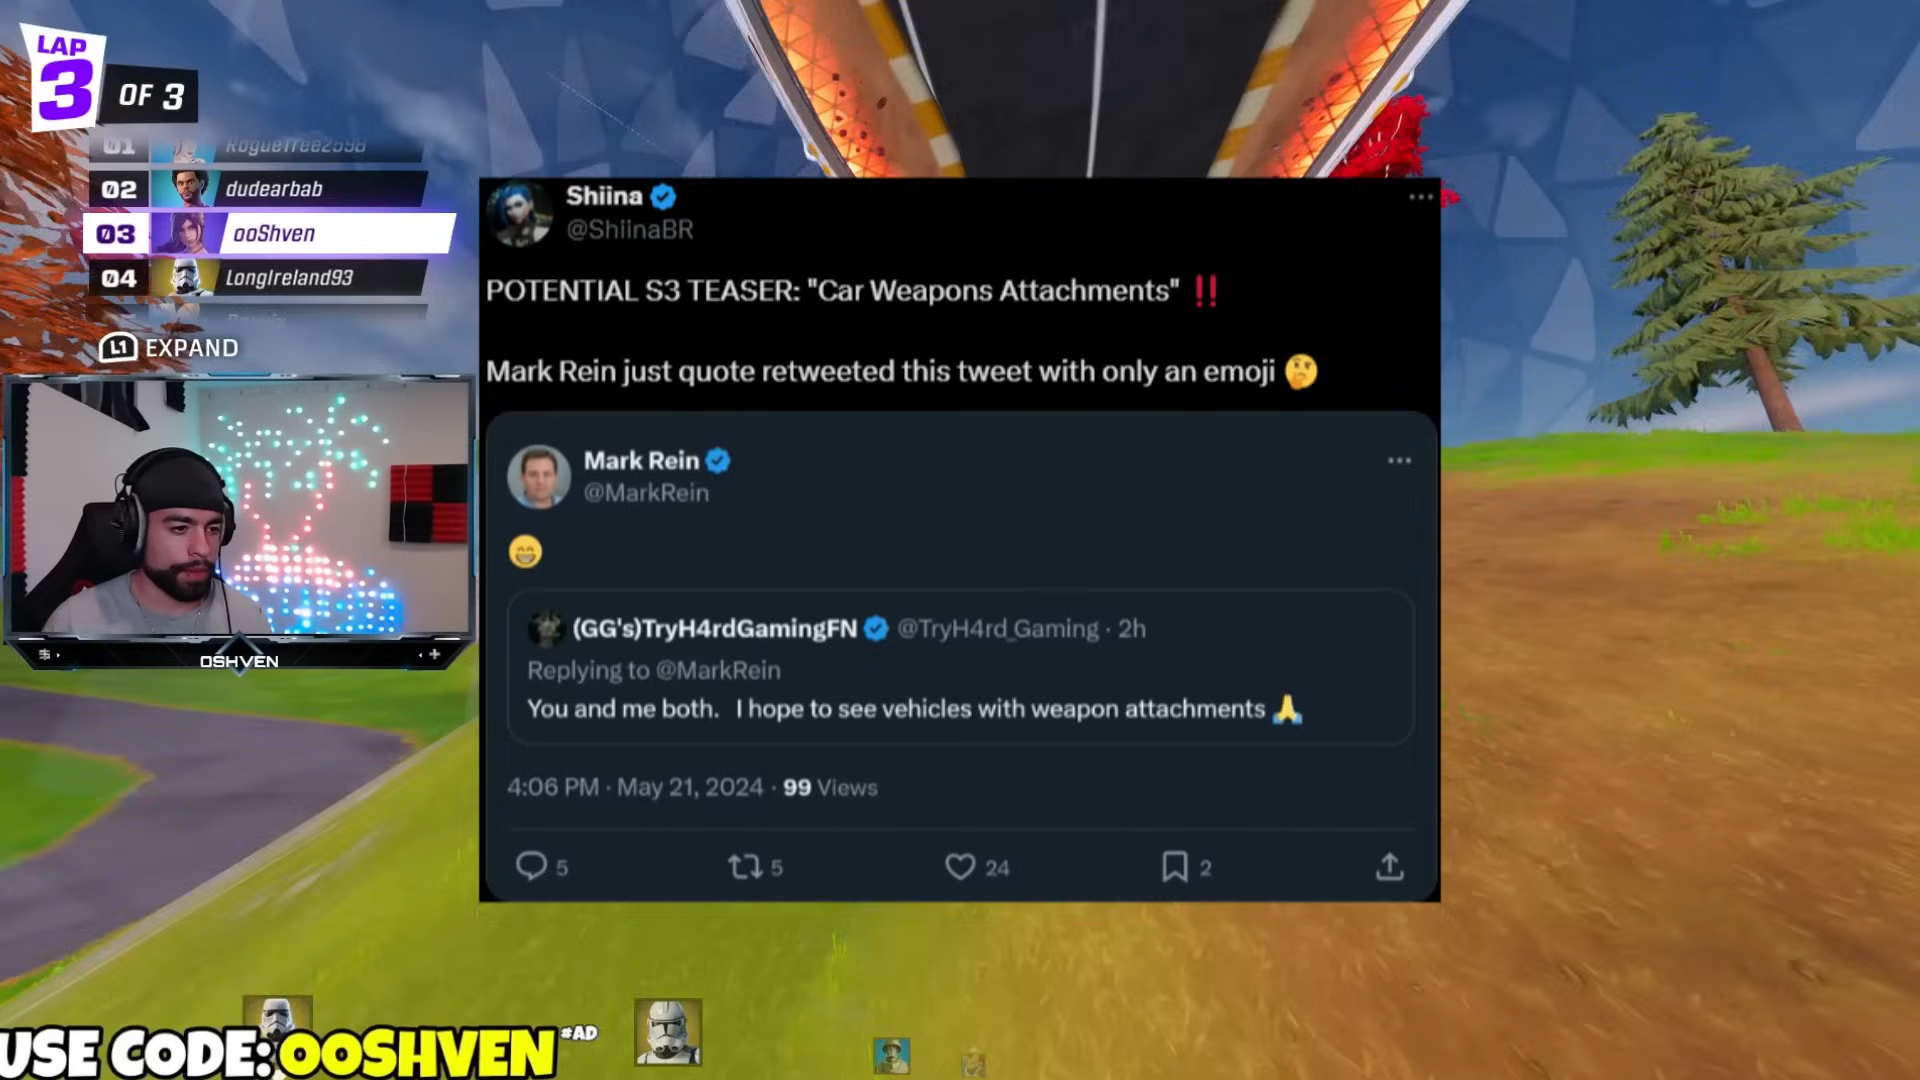 LAP
3 OF 3
01 RogueTree2598
02 dudearbab
03 ooShven
04 LongIreland93
L1 EXPAND
OSHVEN
Shiina
@ShiinaBR
POTENTIAL S3 TEASER: "Car Weapons Attachments" ‼️
Mark Rein just quote retweeted this tweet with only an emoji 🤔
Mark Rein
@MarkRein
😄
(GG's)TryH4rdGamingFN @TryH4rd_Gaming · 2h
Replying to @MarkRein
You and me both. I hope to see vehicles with weapon attachments 🙏
4:06 PM · May 21, 2024 · 99 Views
5 5 24 2
USE CODE: OOSHVEN #AD